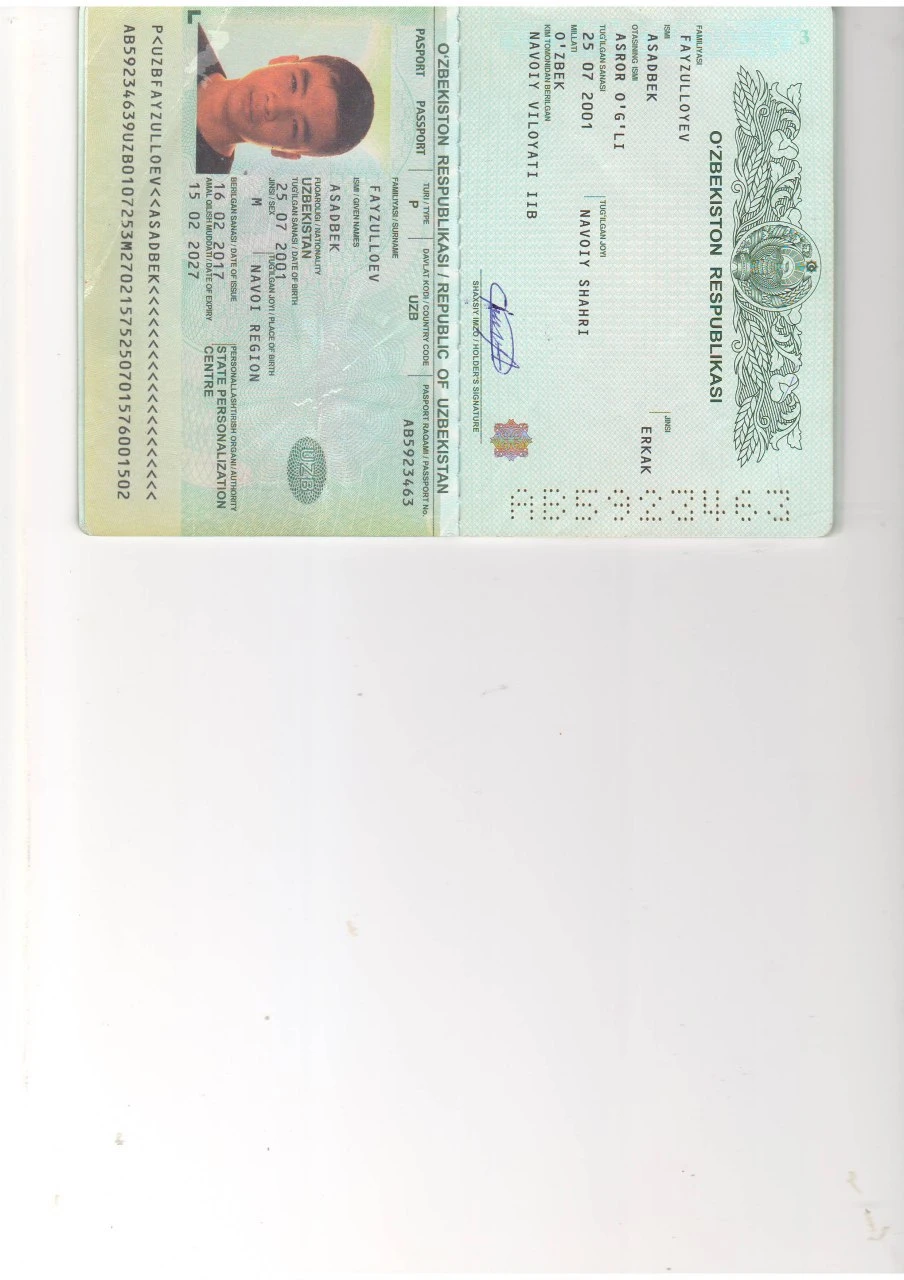 3
O'ZBEKISTON RESPUBLIKASI
FAMILIYASI
FAYZULLOYEV
ISMI
ASADBEK
JINSI
ERKAK
OTASINING ISMI
ASROR O'G'LI
TUG'ILGAN SANASI
25 07 2001
TUG'ILGAN JOYI
NAVOIY SHAHRI
MILLATI
O'ZBEK
KIM TOMONIDAN BERILGAN
NAVOIY VILOYATI IIB
SHAXSIY IMZO / HOLDER'S SIGNATURE
AB5923463
O'ZBEKISTON RESPUBLIKASI / REPUBLIC OF UZBEKISTAN
PASPORT PASSPORT
TURI / TYPE
P
DAVLAT KODI / COUNTRY CODE
UZB
PASPORT RAQAMI / PASSPORT No.
AB5923463
FAMILIYASI / SURNAME
FAYZULLOEV
ISMI / GIVEN NAMES
ASADBEK
FUQAROLIGI / NATIONALITY
UZBEKISTAN
TUG'ILGAN SANASI / DATE OF BIRTH
25 07 2001
JINSI / SEX
M
TUG'ILGAN JOYI / PLACE OF BIRTH
NAVOI REGION
BERILGAN SANASI / DATE OF ISSUE
16 02 2017
PERSONALLASHTIRISH ORGANI / AUTHORITY
STATE PERSONALIZATION
CENTRE
AMAL QILISH MUDDATI / DATE OF EXPIRY
15 02 2027
UZB
P<UZBFAYZULLOEV<<ASADBEK<<<<<<<<<<<<<<<<<<<<
AB59234639UZB0107253M27021575250701576001502